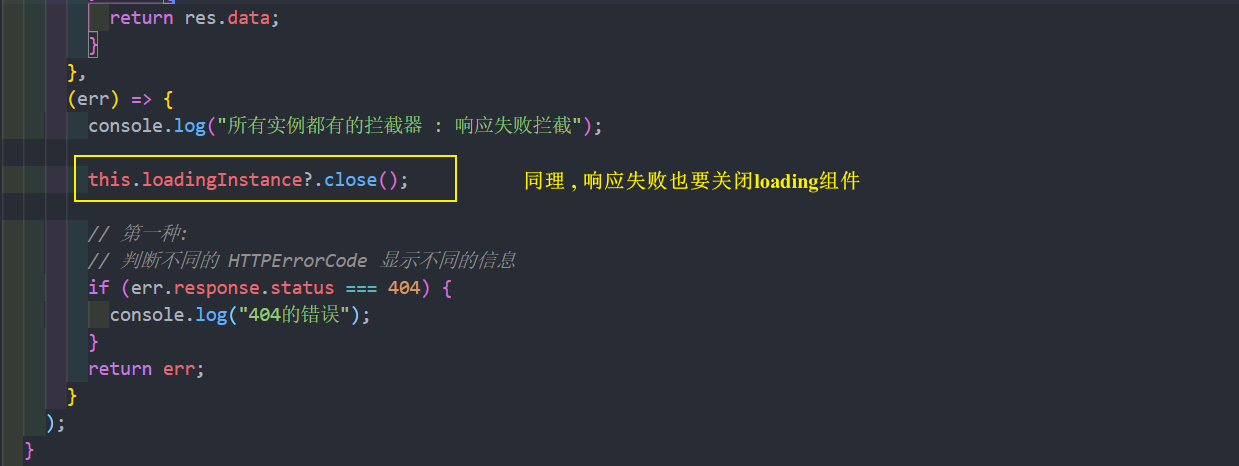 return res.data;
}
},
(err) => {
console.log("所有实例都有的拦截器 : 响应失败拦截");
this.loadingInstance?.close();
同理 , 响应失败也要关闭loading组件
// 第一种:
// 判断不同的 HTTPErrorCode 显示不同的信息
if (err.response.status === 404) {
console.log("404的错误");
}
return err;
}
);
}